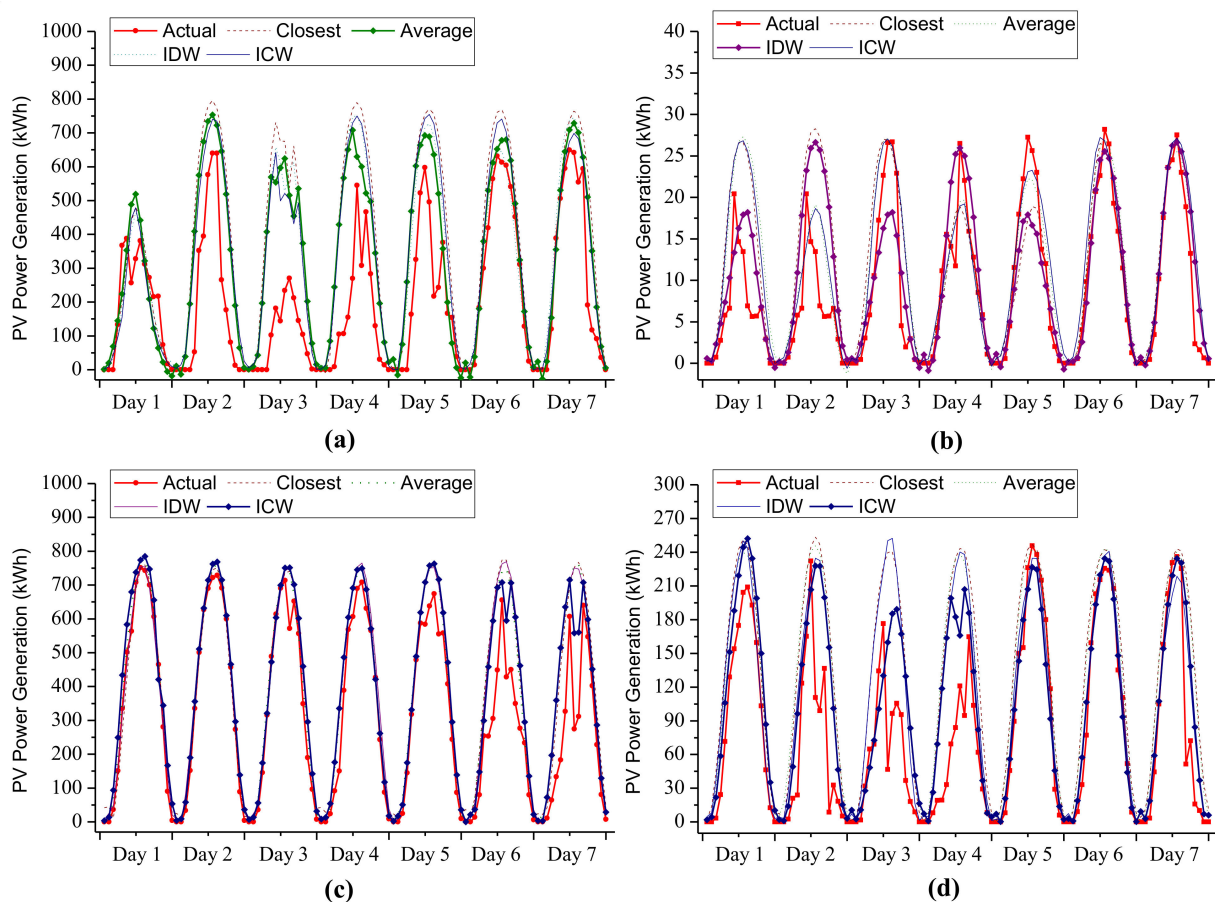 Actual Closest Average
IDW ICW
PV Power Generation (kWh)
1000
900
800
700
600
500
400
300
200
100
0
Day 1 Day 2 Day 3 Day 4 Day 5 Day 6 Day 7
(a)
Actual Closest Average
IDW ICW
PV Power Generation (kWh)
40
35
30
25
20
15
10
5
0
Day 1 Day 2 Day 3 Day 4 Day 5 Day 6 Day 7
(b)
Actual Closest Average
IDW ICW
PV Power Generation (kWh)
1000
900
800
700
600
500
400
300
200
100
0
Day 1 Day 2 Day 3 Day 4 Day 5 Day 6 Day 7
(c)
Actual Closest Average
IDW ICW
PV Power Generation (kWh)
300
270
240
210
180
150
120
90
60
30
0
Day 1 Day 2 Day 3 Day 4 Day 5 Day 6 Day 7
(d)